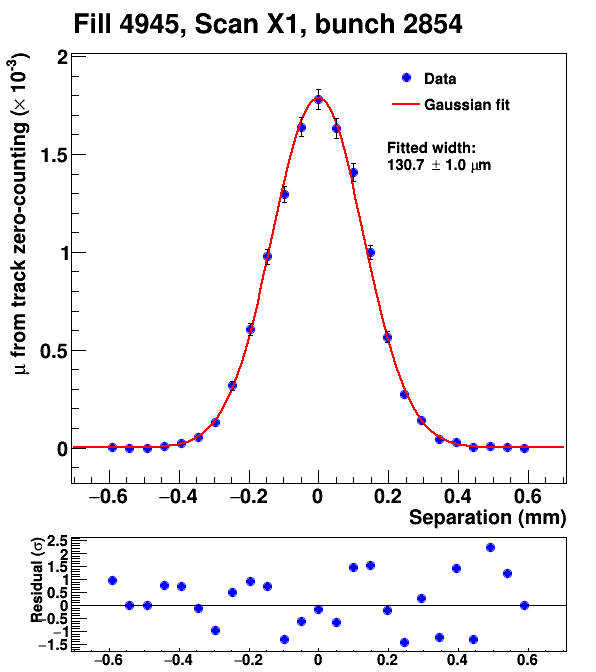 Fill 4945, Scan X1, bunch 2854
μ from track zero-counting (× 10⁻³)
2
1.5
1
0.5
0
Data
Gaussian fit
Fitted width:
130.7 ± 1.0 μm
−0.6 −0.4 −0.2 0 0.2 0.4 0.6
Separation (mm)
Residual (σ)
2.5
2
1.5
1
0.5
0
−0.5
−1
−1.5
−0.6 −0.4 −0.2 0 0.2 0.4 0.6